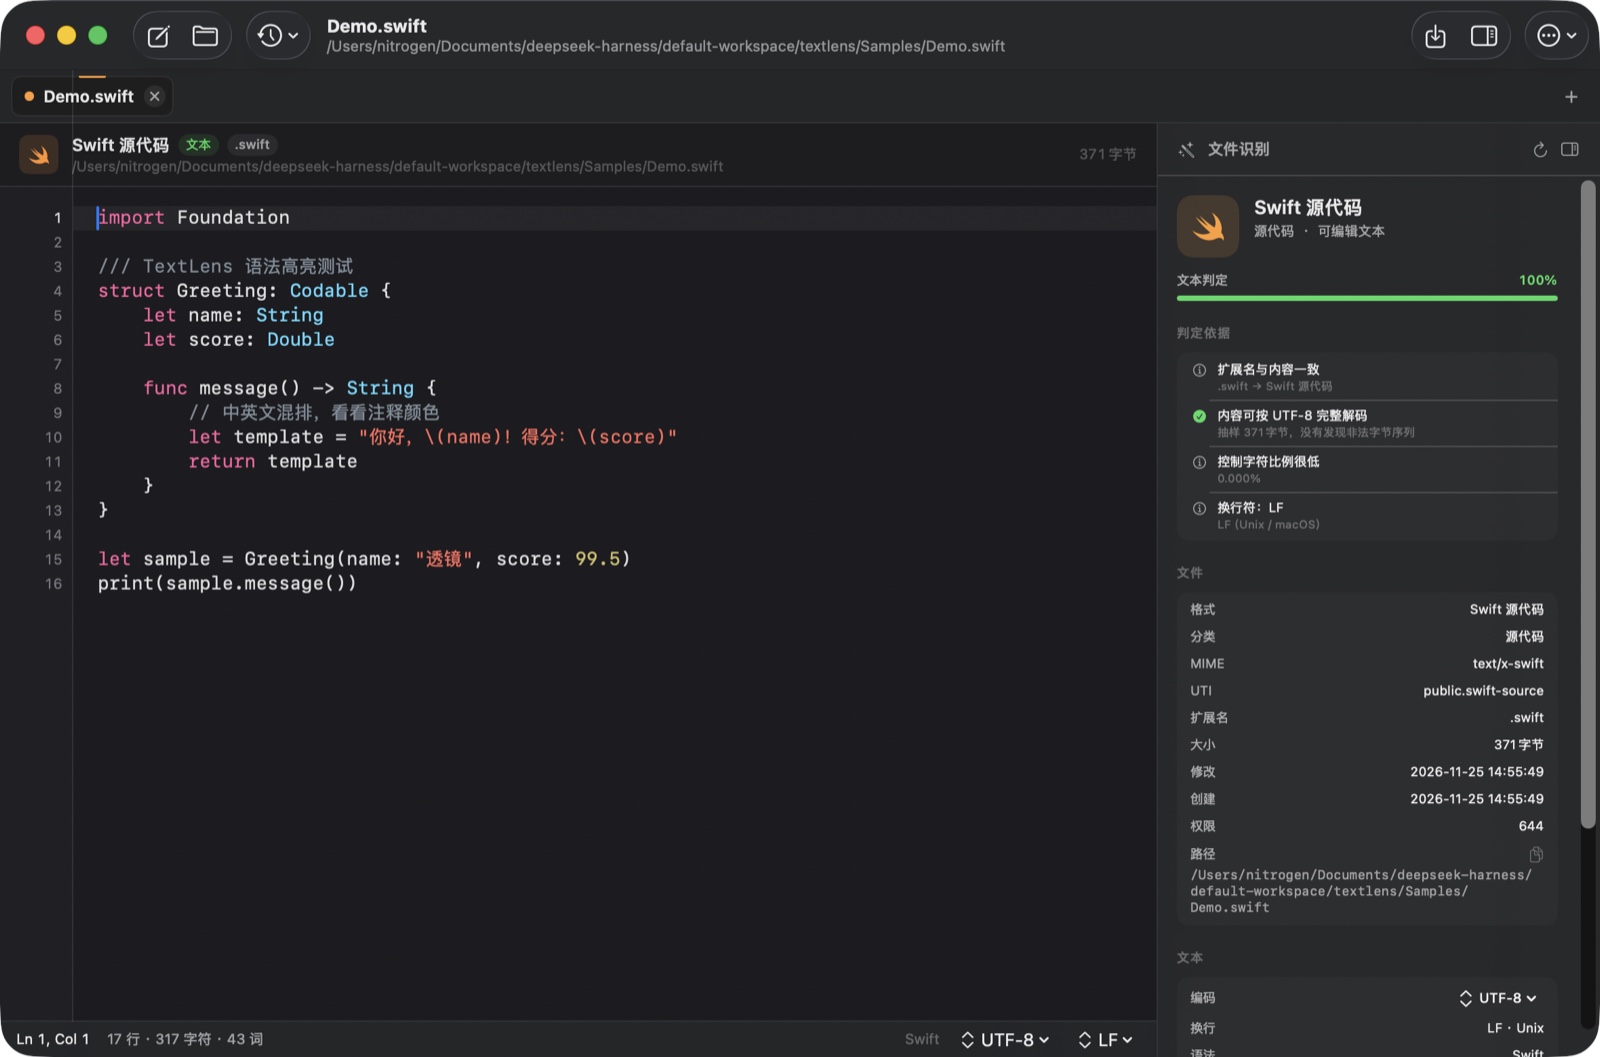 Demo.swift
/Users/nitrogen/Documents/deepseek-harness/default-workspace/textlens/Samples/Demo.swift
Demo.swift
Swift 源代码 文本 .swift
/Users/nitrogen/Documents/deepseek-harness/default-workspace/textlens/Samples/Demo.swift
371 字节
1 import Foundation
2
3 /// TextLens 语法高亮测试
4 struct Greeting: Codable {
5 let name: String
6 let score: Double
7
8 func message() -> String {
9 // 中英文混排，看看注释颜色
10 let template = "你好，\(name)！得分：\(score)"
11 return template
12 }
13 }
14
15 let sample = Greeting(name: "透镜", score: 99.5)
16 print(sample.message())
文件识别
Swift 源代码
源代码 · 可编辑文本
文本判定 100%
判定依据
扩展名与内容一致
.swift → Swift 源代码
内容可按 UTF-8 完整解码
抽样 371 字节，没有发现非法字节序列
控制字符比例很低
0.000%
换行符：LF
LF (Unix / macOS)
文件
格式 Swift 源代码
分类 源代码
MIME text/x-swift
UTI public.swift-source
扩展名 .swift
大小 371 字节
修改 2026-11-25 14:55:49
创建 2026-11-25 14:55:49
权限 644
路径
/Users/nitrogen/Documents/deepseek-harness/
default-workspace/textlens/Samples/
Demo.swift
文本
编码 UTF-8
换行 LF · Unix
语法 Swift
Ln 1, Col 1 17 行 · 317 字符 · 43 词
Swift UTF-8 LF